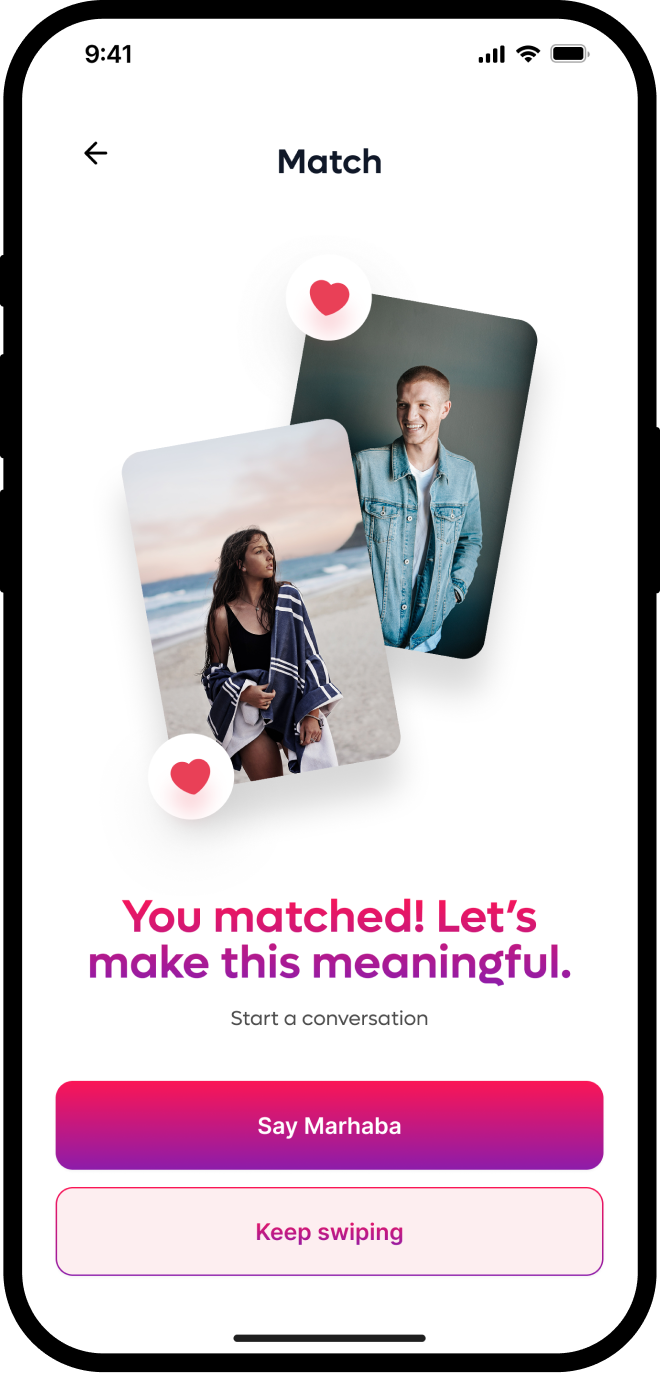 9:41
Match
You matched! Let’s
make this meaningful.
Start a conversation
Say Marhaba
Keep swiping